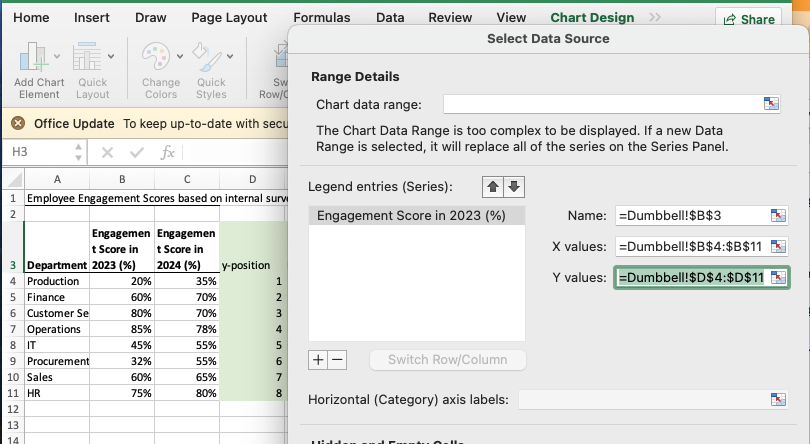 Home Insert Draw Page Layout Formulas Data Review View Chart Design >> Share
Select Data Source
Add Chart Element
Quick Layout
Change Colors
Quick Styles
Range Details
Chart data range:
The Chart Data Range is too complex to be displayed. If a new Data
Range is selected, it will replace all of the series on the Series Panel.
Office Update To keep up-to-date with secu
H3 fx
A B C D
1 Employee Engagement Scores based on internal surve
2
3 Department Engagemen t Score in 2023 (%) Engagemen t Score in 2024 (%) y-position
4 Production 20% 35% 1
5 Finance 60% 70% 2
6 Customer Se 80% 70% 3
7 Operations 85% 78% 4
8 IT 45% 55% 5
9 Procurement 32% 55% 6
10 Sales 60% 65% 7
11 HR 75% 80% 8
12
13
14
Legend entries (Series):
Engagement Score in 2023 (%)
Name: =Dumbbell!$B$3
X values: =Dumbbell!$B$4:$B$11
Y values: =Dumbbell!$D$4:$D$11
+ −
Switch Row/Column
Horizontal (Category) axis labels:
Hidden and Empty Cells